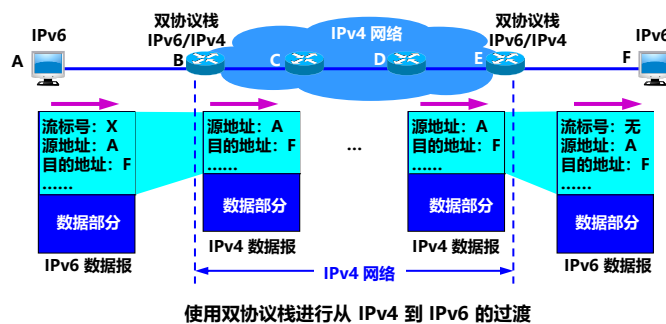 双协议栈
IPv6/IPv4
IPv4 网络
双协议栈
IPv6/IPv4
IPv6
IPv6
A
B
C
D
E
F
流标号：X
源地址：A
目的地址：F
......
数据部分
IPv6 数据报
源地址：A
目的地址：F
......
数据部分
IPv4 数据报
...
源地址：A
目的地址：F
......
数据部分
IPv4 数据报
流标号：无
源地址：A
目的地址：F
......
数据部分
IPv6 数据报
IPv4 网络
使用双协议栈进行从 IPv4 到 IPv6 的过渡